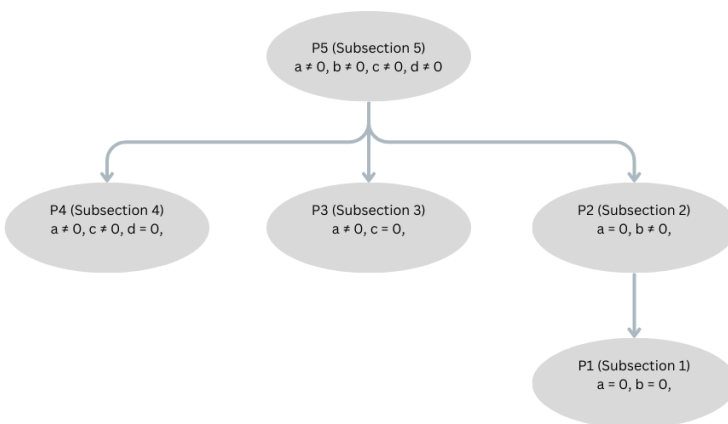 P5 (Subsection 5)
a ≠ 0, b ≠ 0, c ≠ 0, d ≠ 0
P4 (Subsection 4)
a ≠ 0, c ≠ 0, d = 0,
P3 (Subsection 3)
a ≠ 0, c = 0,
P2 (Subsection 2)
a = 0, b ≠ 0,
P1 (Subsection 1)
a = 0, b = 0,